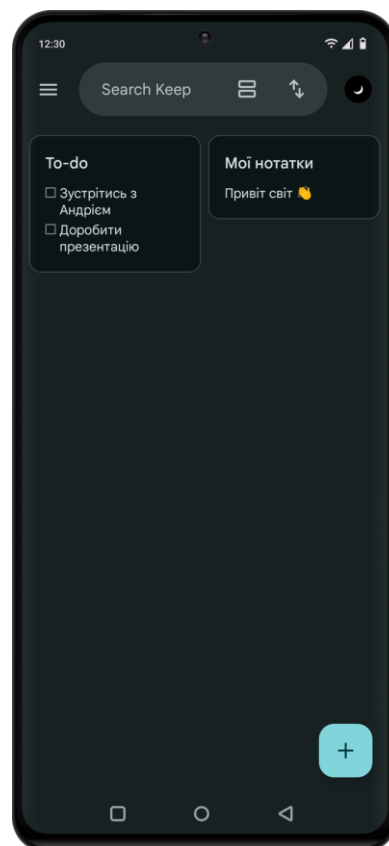 12:30
Search Keep
To-do
Зустрітись з
Андрієм
Доробити
презентацію
Мої нотатки
Привіт світ 👋